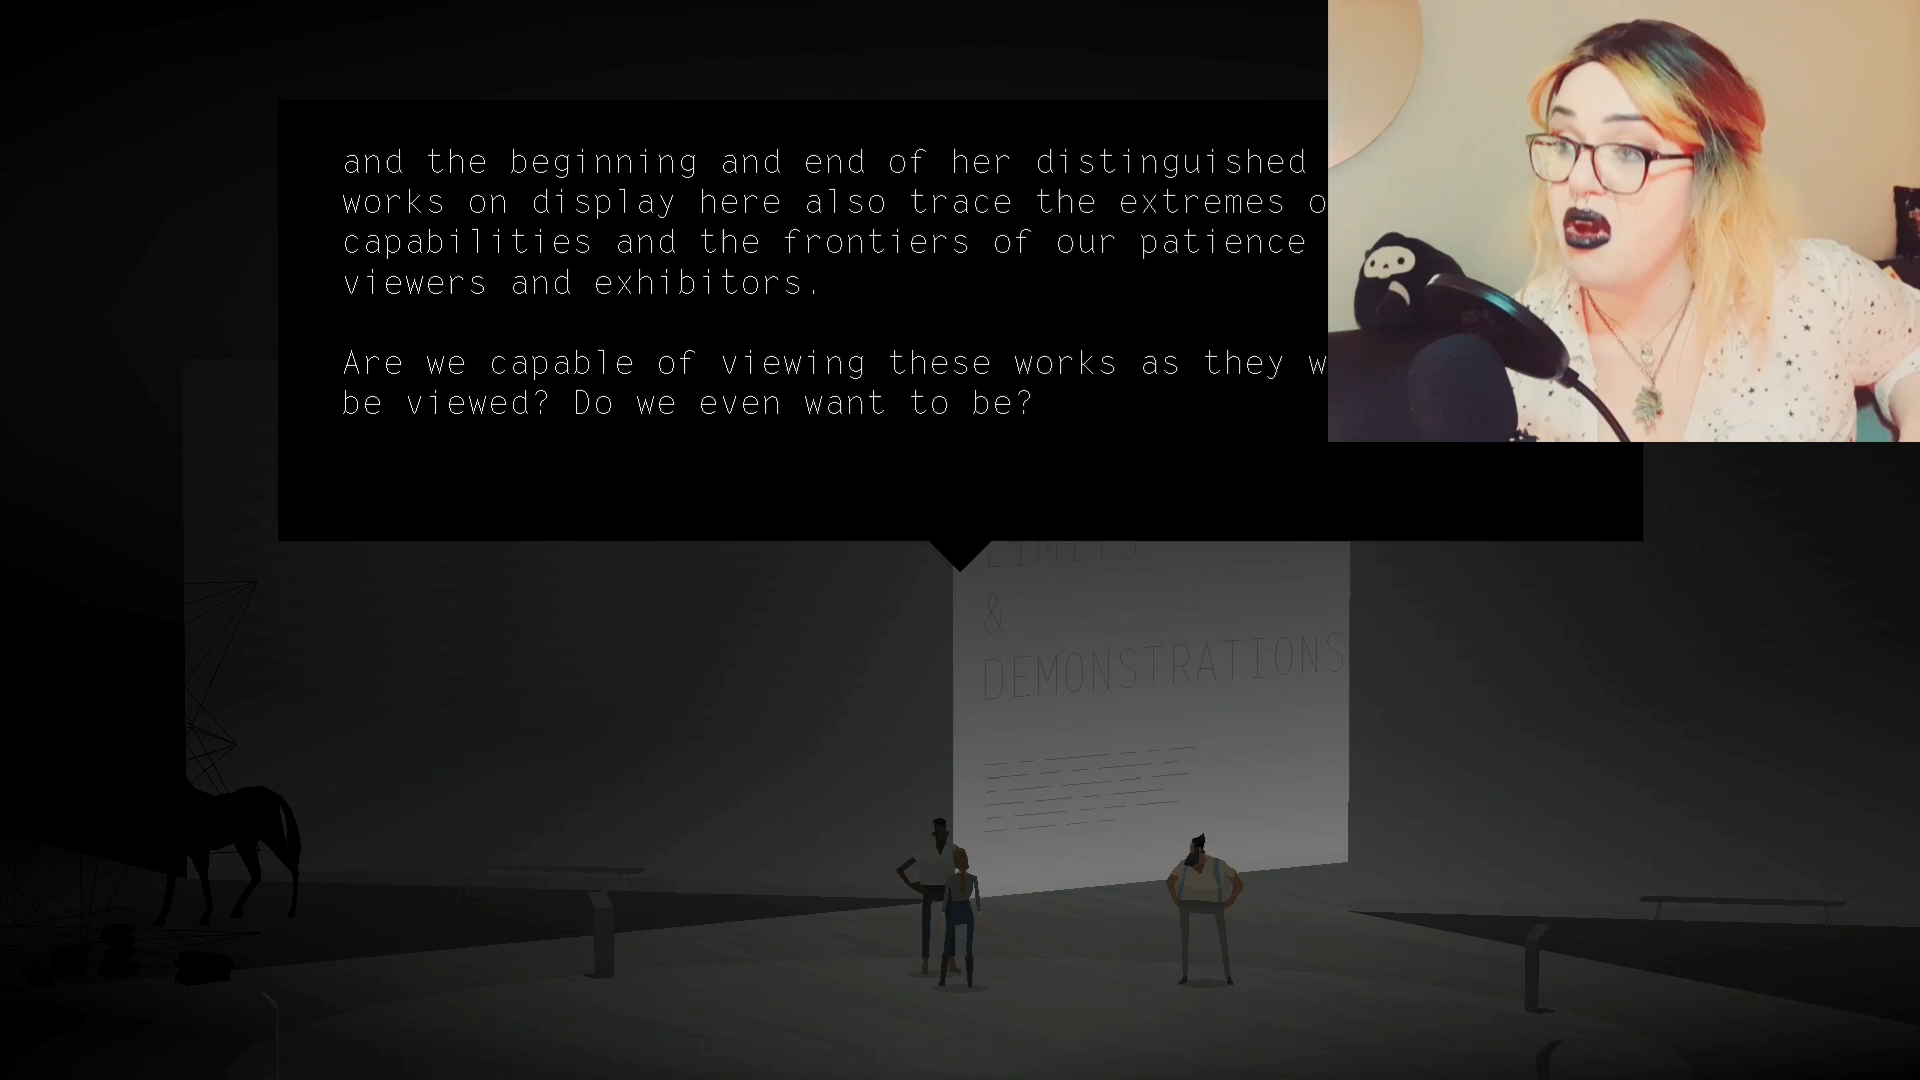 and the beginning and end of her distinguished
works on display here also trace the extremes
capabilities and the frontiers of our patience
viewers and exhibitors.
Are we capable of viewing these works as they
be viewed? Do we even want to be?
LIMITS
&
DEMONSTRATIONS